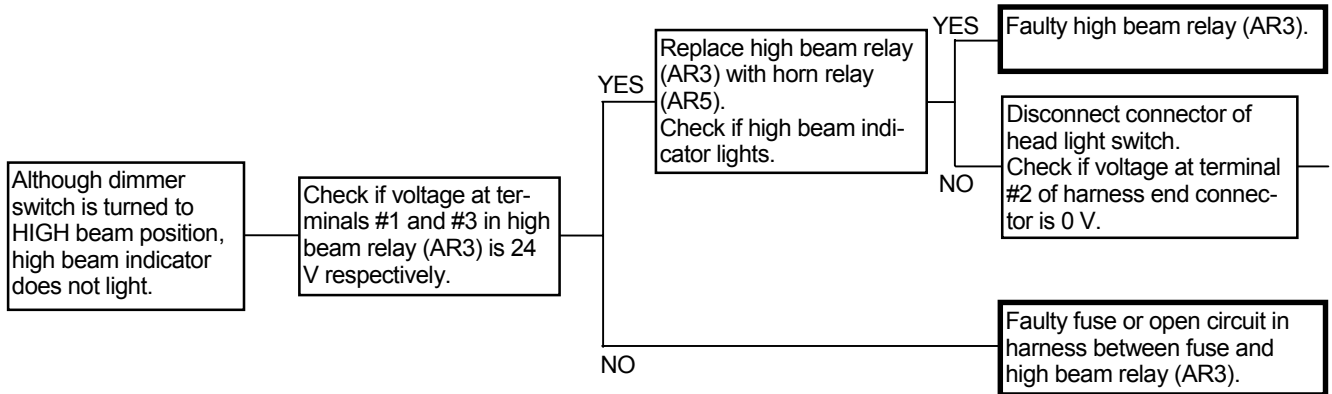 Although dimmer
switch is turned to
HIGH beam position,
high beam indicator
does not light.
Check if voltage at ter-
minals #1 and #3 in high
beam relay (AR3) is 24
V respectively.
YES
Replace high beam relay
(AR3) with horn relay
(AR5).
Check if high beam indi-
cator lights.
YES
Faulty high beam relay (AR3).
NO
Disconnect connector of
head light switch.
Check if voltage at terminal
#2 of harness end connec-
tor is 0 V.
NO
Faulty fuse or open circuit in
harness between fuse and
high beam relay (AR3).